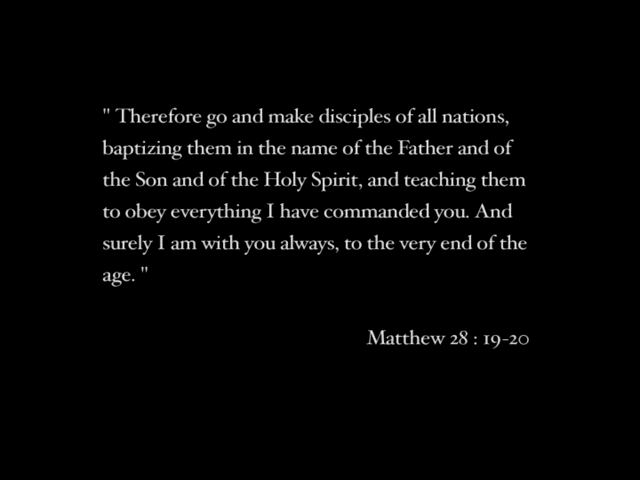 " Therefore go and make disciples of all nations,
baptizing them in the name of the Father and of
the Son and of the Holy Spirit, and teaching them
to obey everything I have commanded you. And
surely I am with you always, to the very end of the
age. "
Matthew 28 : 19-20